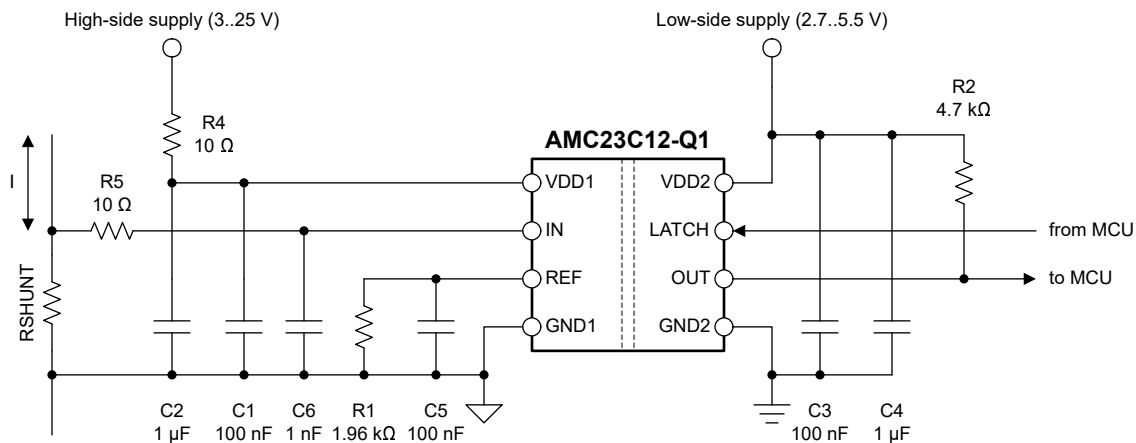 High-side supply (3..25 V)
Low-side supply (2.7..5.5 V)
R4
10 Ω
R2
4.7 kΩ
AMC23C12-Q1
I
R5
10 Ω
VDD1
VDD2
IN
LATCH
from MCU
REF
OUT
to MCU
RSHUNT
GND1
GND2
C2
1 µF
C1
100 nF
C6
1 nF
R1
1.96 kΩ
C5
100 nF
C3
100 nF
C4
1 µF